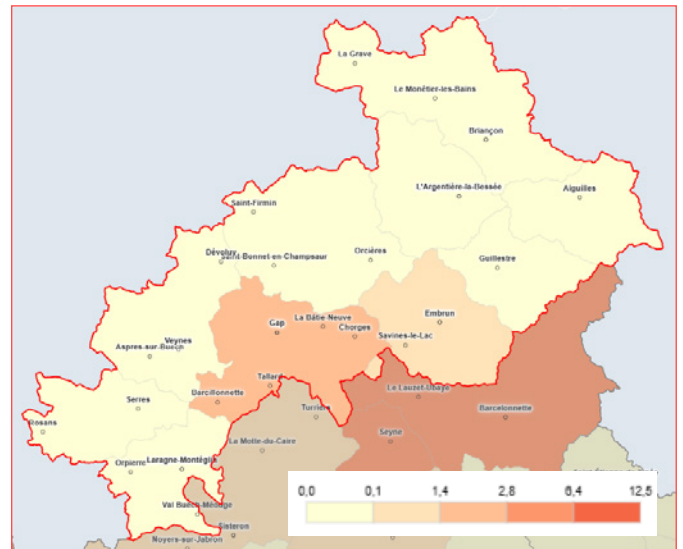 La Grave
Le Monêtier-les-Bains
Briançon
L'Argentière-la-Bessée
Aiguilles
Saint-Firmin
Dévoluy
Saint-Bonnet-en-Champsaur
Orcières
Guillestre
Embrun
La Bâtie-Neuve
Gap
Chorges
Savines-le-Lac
Veynes
Aspres-sur-Buëch
Tallard
Barcillonnette
Le Lauzet-Ubaye
Serres
Turriers
Barcelonnette
Rosans
Seyne
La Motte-du-Caire
Orpierre
Laragne-Montéglin
0,0 0,1 1,4 2,8 6,4 12,5
Val Buëch-Méouge
Sisteron
Noyers-sur-Jabron